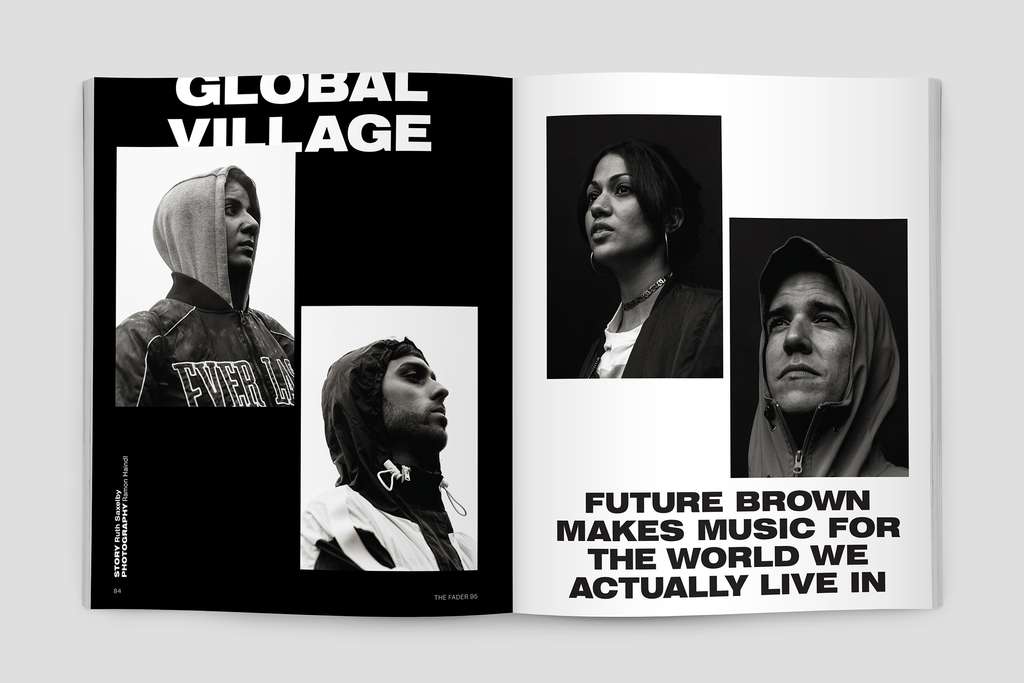 GLOBAL
VILLAGE
EVER LA
STORY Ruth Saxelby
PHOTOGRAPHY Ramon Haindl
84
THE FADER 95
FUTURE BROWN
MAKES MUSIC FOR
THE WORLD WE
ACTUALLY LIVE IN